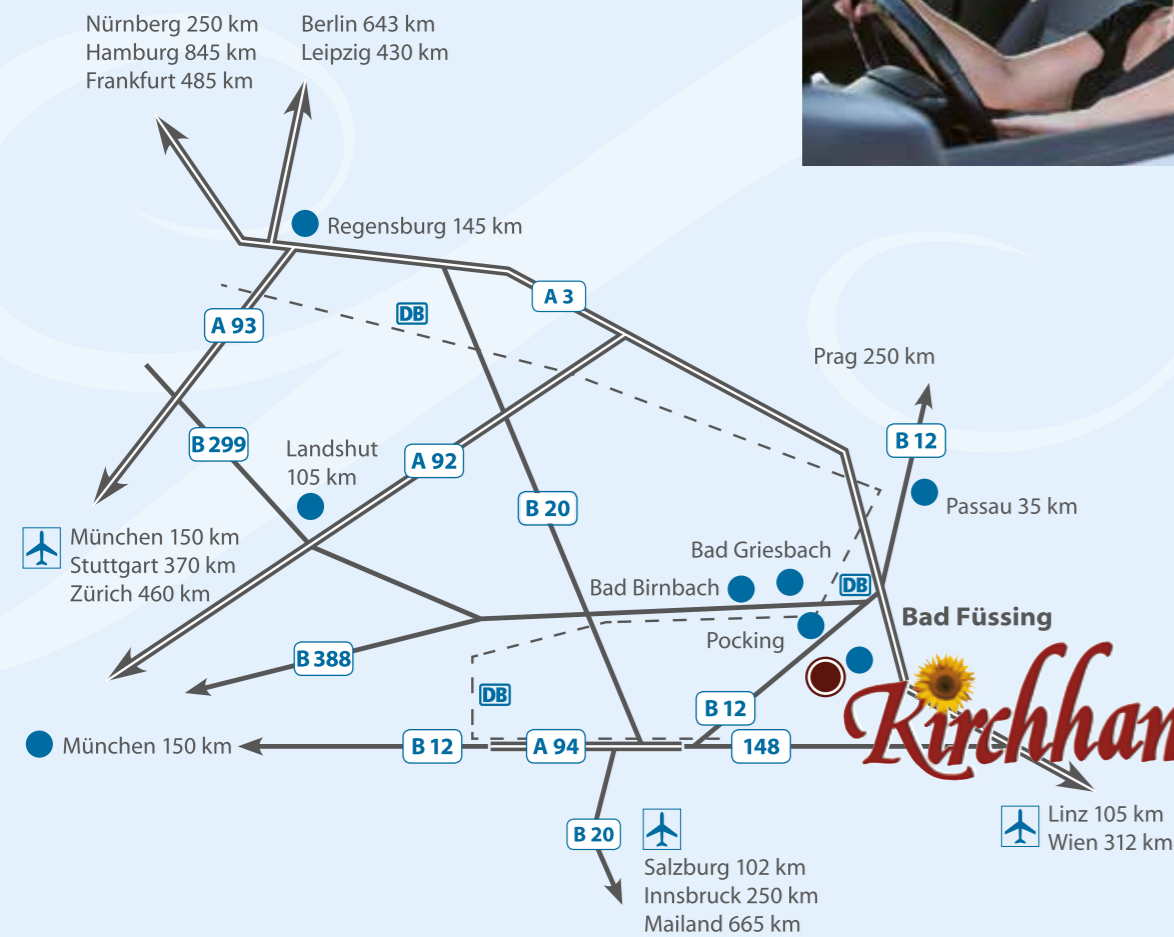 Nürnberg 250 km
Hamburg 845 km
Frankfurt 485 km
Berlin 643 km
Leipzig 430 km
Regensburg 145 km
A 3
DB
A 93
Prag 250 km
B 12
B 299
Landshut
105 km
A 92
Passau 35 km
B 20
München 150 km
Stuttgart 370 km
Zürich 460 km
Bad Griesbach
Bad Birnbach
DB
Bad Füssing
Pocking
B 388
DB
B 12
Kirchham
München 150 km
B 12
A 94
148
B 20
Linz 105 km
Wien 312 km
Salzburg 102 km
Innsbruck 250 km
Mailand 665 km